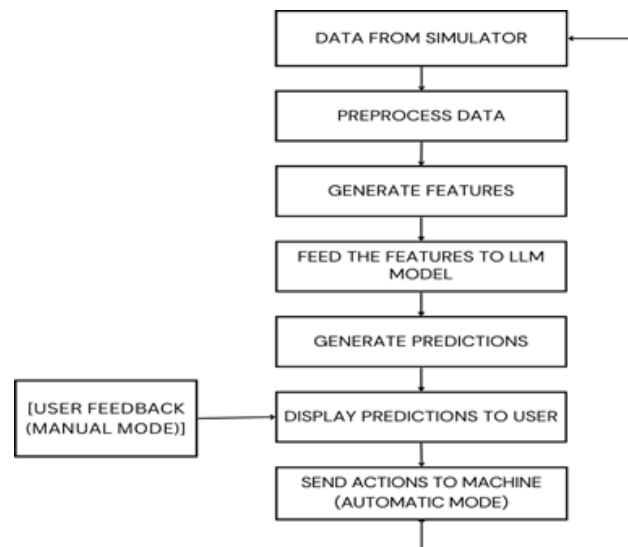 DATA FROM SIMULATOR
PREPROCESS DATA
GENERATE FEATURES
FEED THE FEATURES TO LLM
MODEL
GENERATE PREDICTIONS
[USER FEEDBACK
(MANUAL MODE)]
DISPLAY PREDICTIONS TO USER
SEND ACTIONS TO MACHINE
(AUTOMATIC MODE)